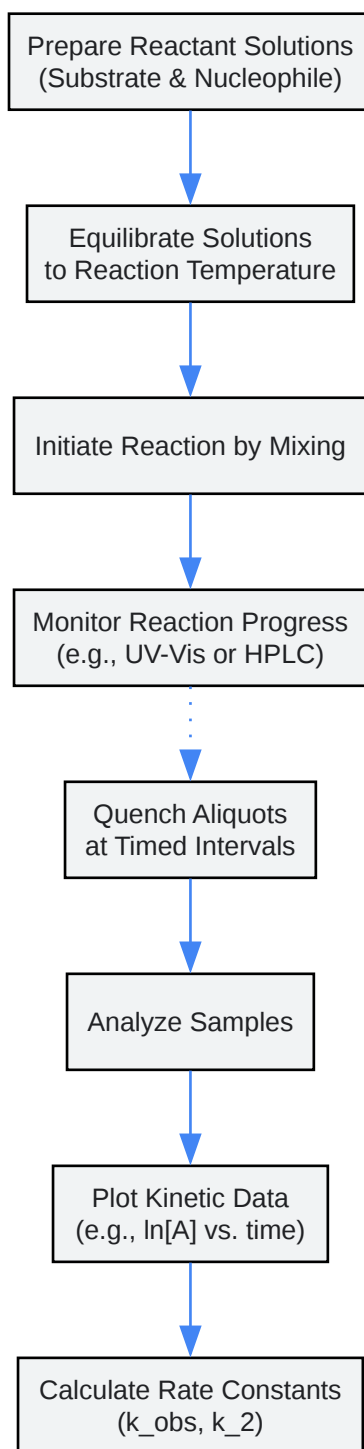 Prepare Reactant Solutions
(Substrate & Nucleophile)
Equilibrate Solutions
to Reaction Temperature
Initiate Reaction by Mixing
Monitor Reaction Progress
(e.g., UV-Vis or HPLC)
Quench Aliquots
at Timed Intervals
Analyze Samples
Plot Kinetic Data
(e.g., ln[A] vs. time)
Calculate Rate Constants
(k_obs, k_2)